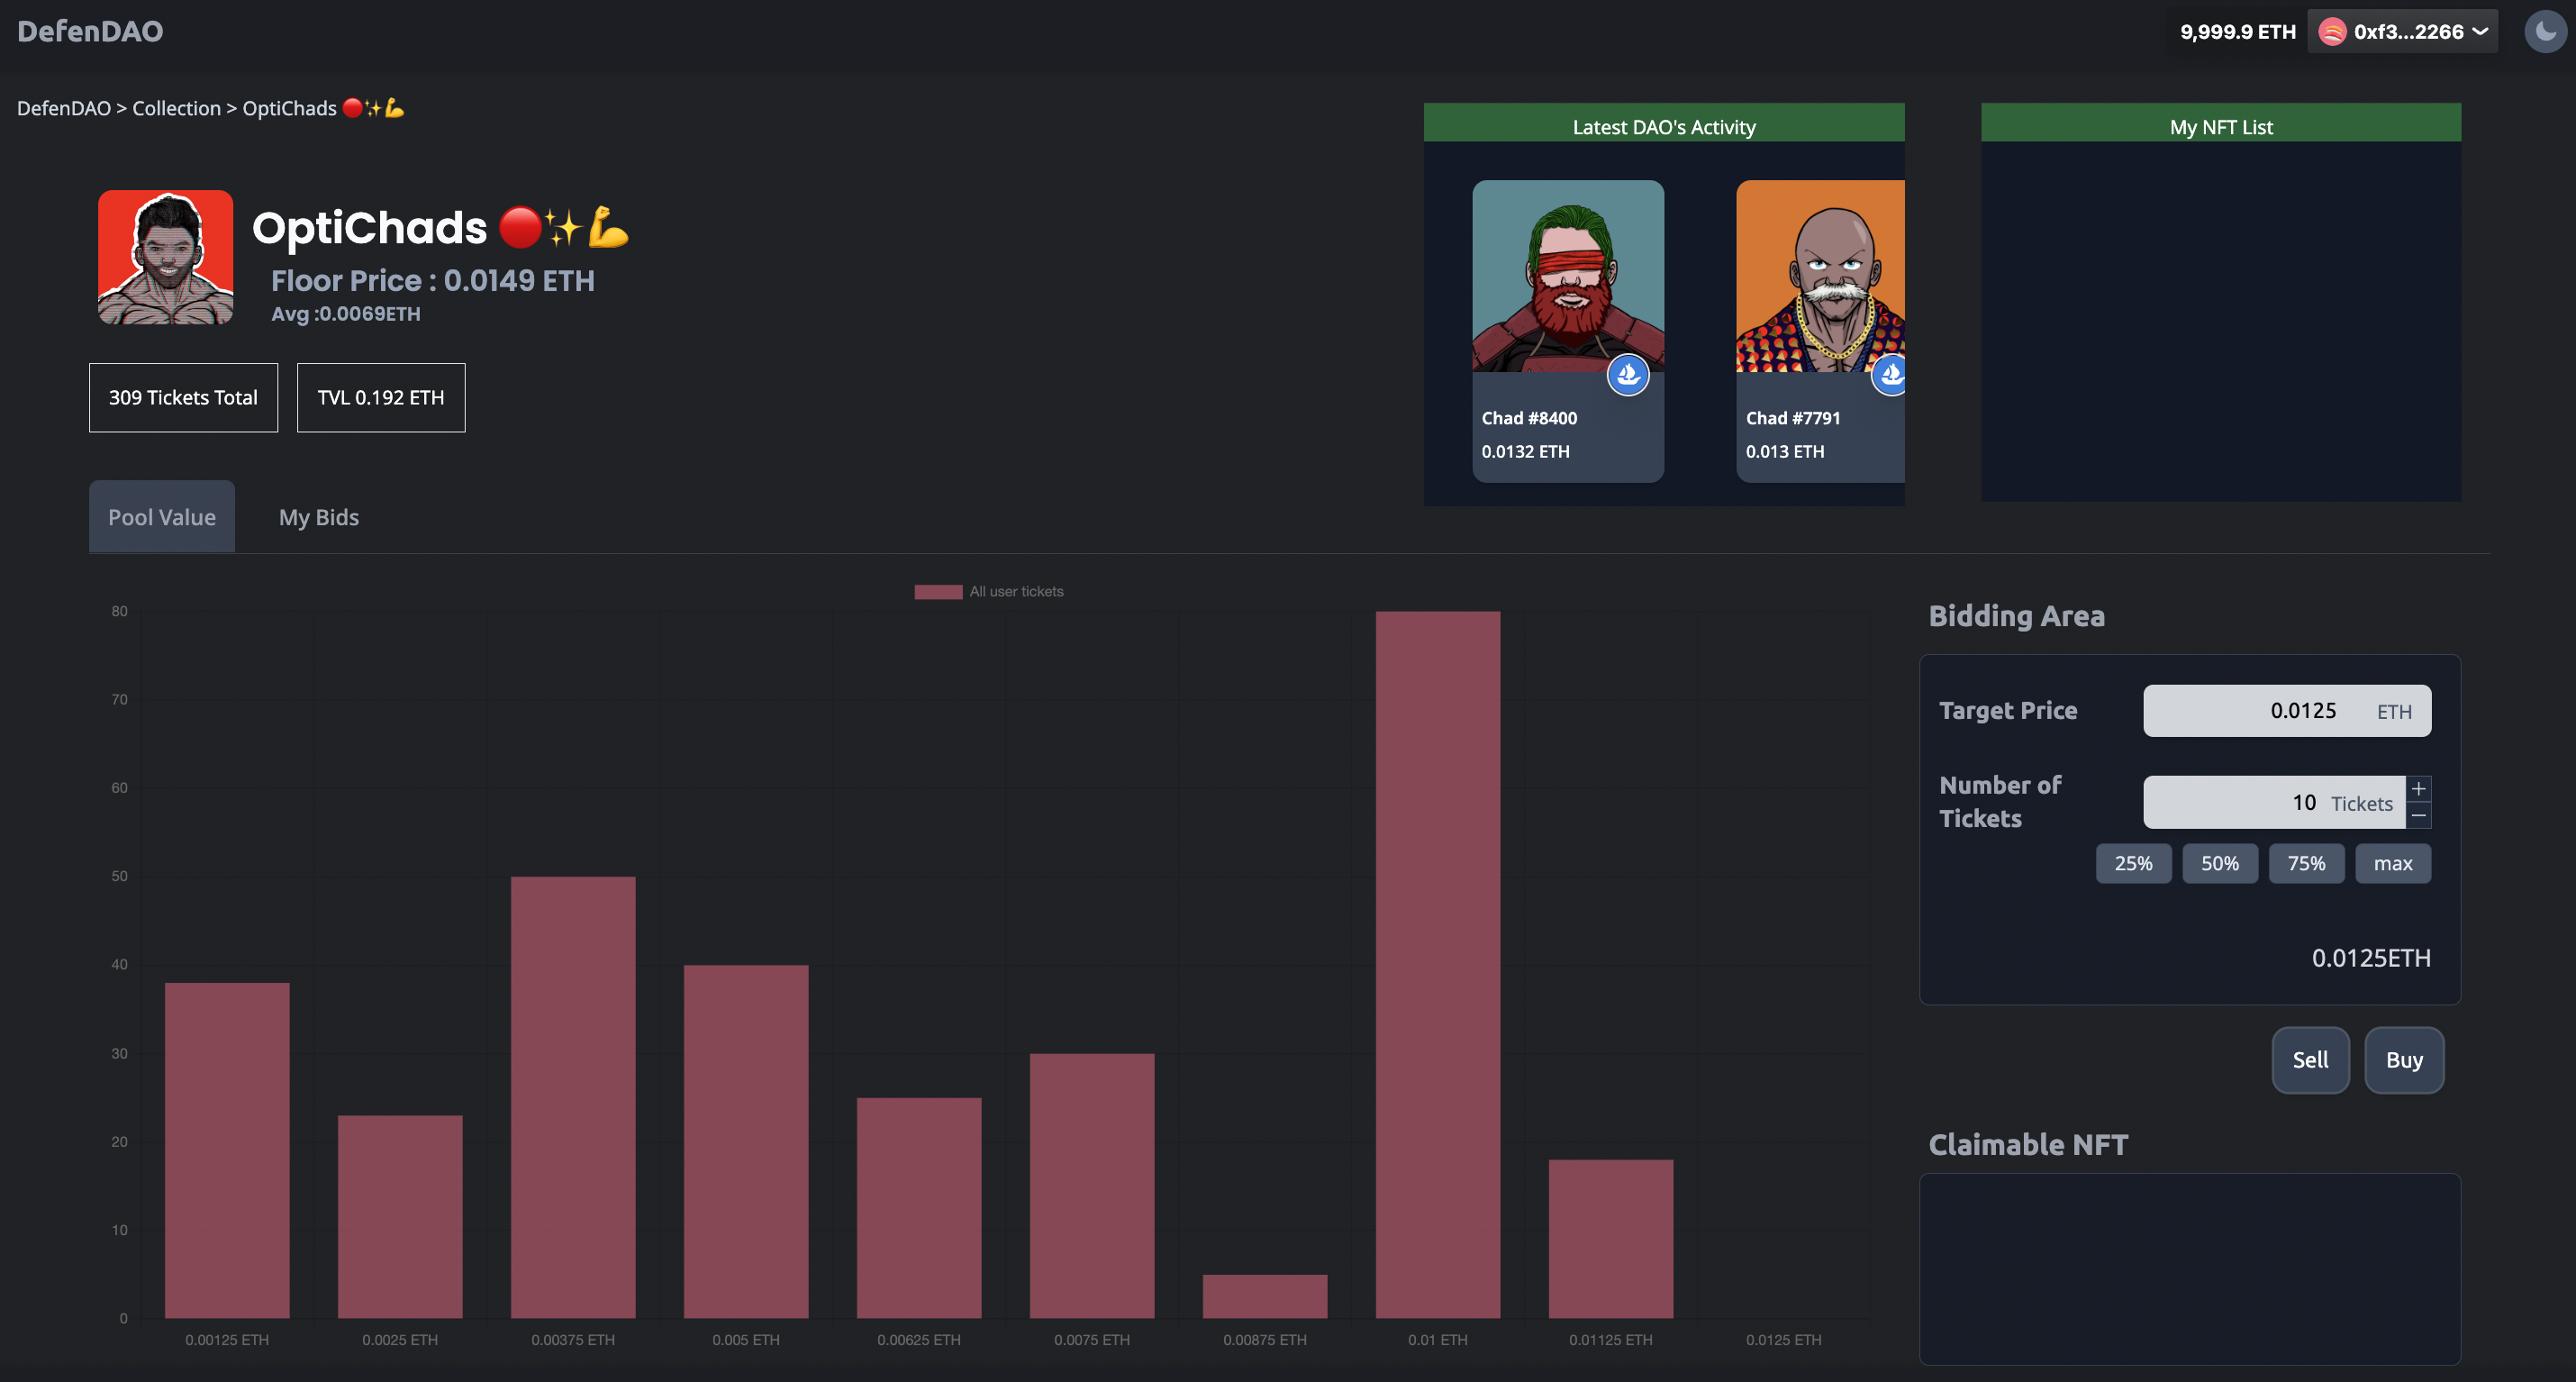 DefenDAO
9,999.9 ETH
0xf3...2266
DefenDAO > Collection > OptiChads 🔴✨💪
OptiChads 🔴✨💪
Floor Price : 0.0149 ETH
Avg :0.0069ETH
309 Tickets Total
TVL 0.192 ETH
Latest DAO's Activity
Chad #8400
0.0132 ETH
Chad #7791
0.013 ETH
My NFT List
Pool Value
My Bids
All user tickets
80
70
60
50
40
30
20
10
0
0.00125 ETH
0.0025 ETH
0.00375 ETH
0.005 ETH
0.00625 ETH
0.0075 ETH
0.00875 ETH
0.01 ETH
0.01125 ETH
0.0125 ETH
Bidding Area
Target Price
0.0125 ETH
Number of
Tickets
10 Tickets
+
−
25%
50%
75%
max
0.0125ETH
Sell
Buy
Claimable NFT